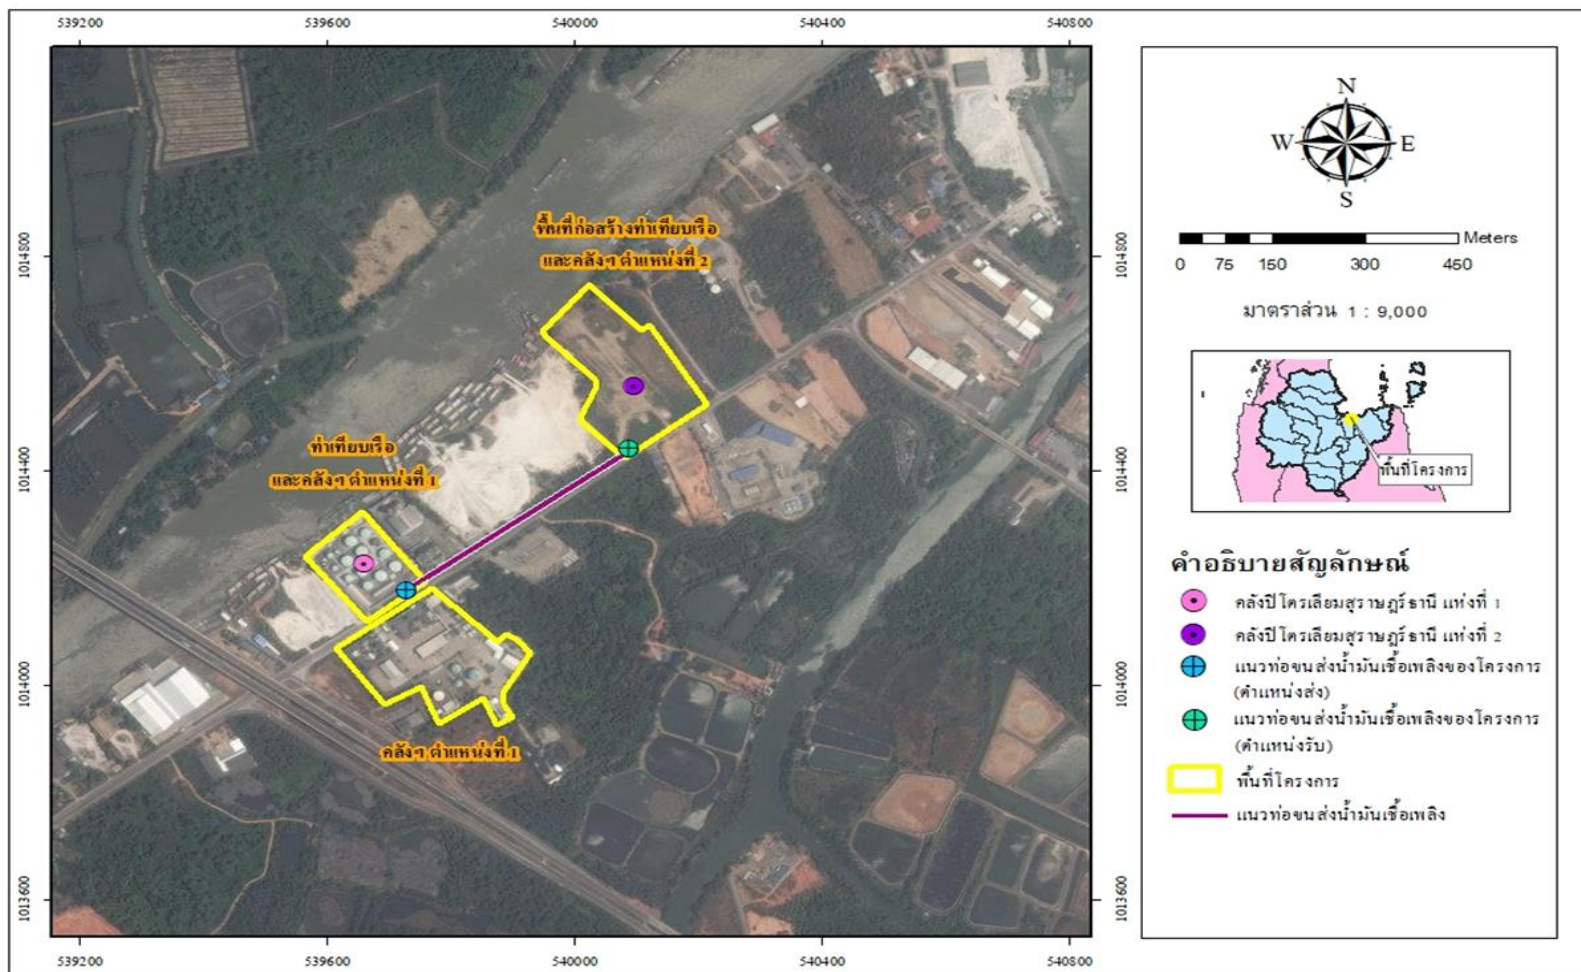 539200 539600 540000 540400 540800
1014800 1014800
1014400 1014400
1014000 1014000
1013600 1013600
539200 539600 540000 540400 540800
พื้นที่ก่อสร้างท่าเทียบเรือ
และคลังฯ ตำแหน่งที่ 2
ท่าเทียบเรือ
และคลังฯ ตำแหน่งที่ 1
คลังฯ ตำแหน่งที่ 1
N
W E
S
Meters
0 75 150 300 450
มาตราส่วน 1 : 9,000
พื้นที่โครงการ
คำอธิบายสัญลักษณ์
คลังปิโตรเลียมสุราษฎร์ธานี แห่งที่ 1
คลังปิโตรเลียมสุราษฎร์ธานี แห่งที่ 2
แนวท่อขนส่งน้ำมันเชื้อเพลิงของโครงการ
(ตำแหน่งส่ง)
แนวท่อขนส่งน้ำมันเชื้อเพลิงของโครงการ
(ตำแหน่งรับ)
พื้นที่โครงการ
แนวท่อขนส่งน้ำมันเชื้อเพลิง